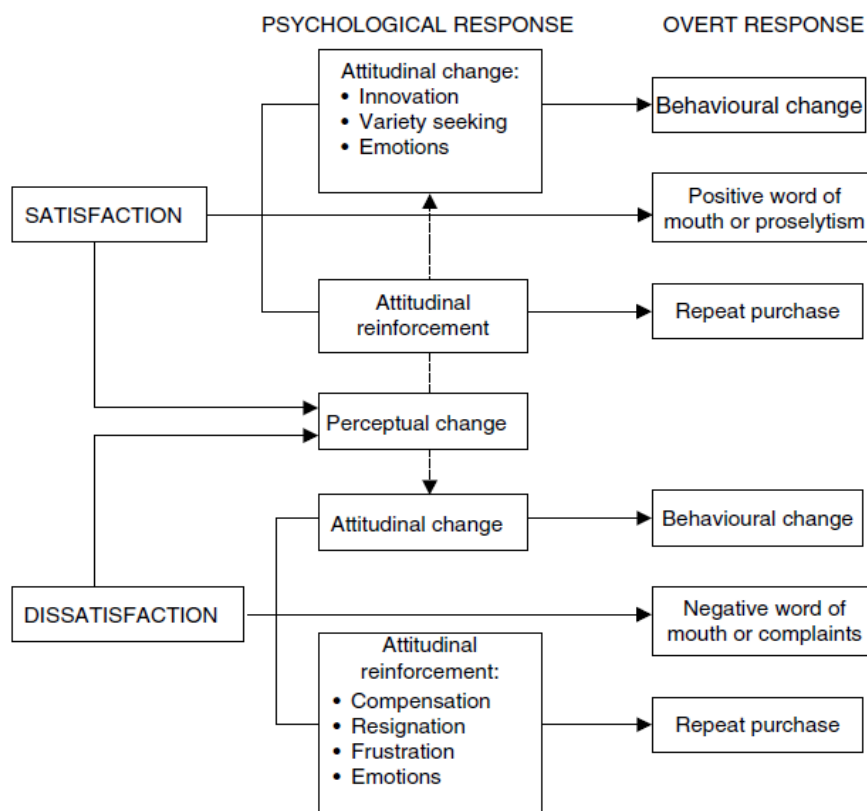 PSYCHOLOGICAL RESPONSE
OVERT RESPONSE
Attitudinal change:
• Innovation
• Variety seeking
• Emotions
Behavioural change
SATISFACTION
Positive word of
mouth or proselytism
Attitudinal
reinforcement
Repeat purchase
Perceptual change
Attitudinal change
Behavioural change
DISSATISFACTION
Negative word of
mouth or complaints
Attitudinal
reinforcement:
• Compensation
• Resignation
• Frustration
• Emotions
Repeat purchase